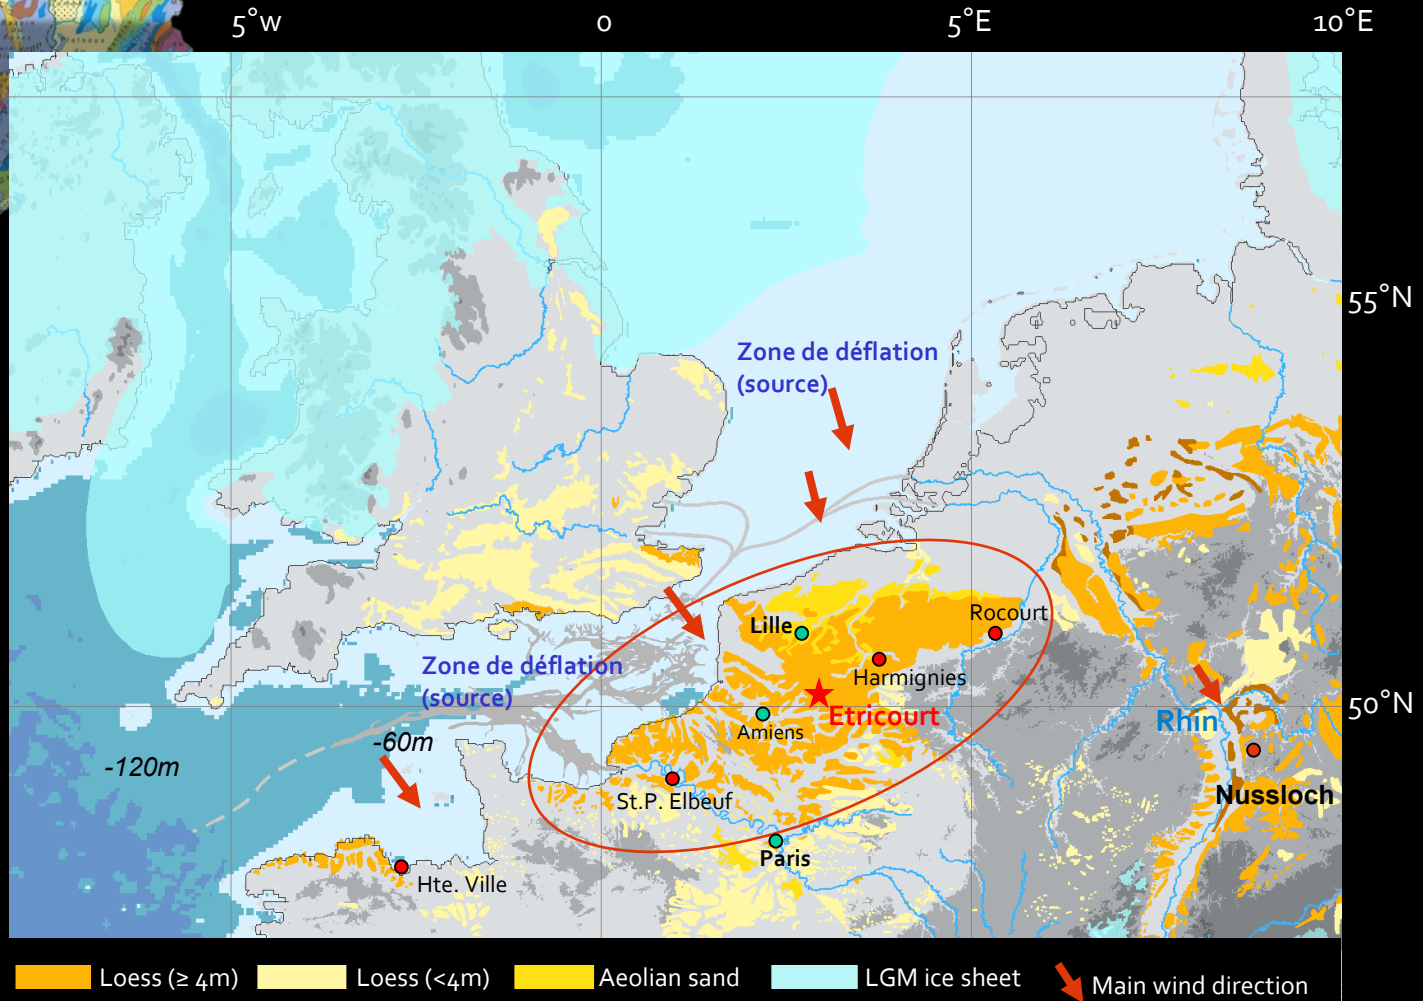 5°W
0
5°E
10°E
55°N
Zone de déflation
(source)
Rocourt
Lille
Harmignies
Zone de déflation
(source)
Etricourt
50°N
Rhin
Amiens
-60m
-120m
St.P. Elbeuf
Nussloch
Paris
Hte. Ville
Loess (≥ 4m)
Loess (<4m)
Aeolian sand
LGM ice sheet
Main wind direction